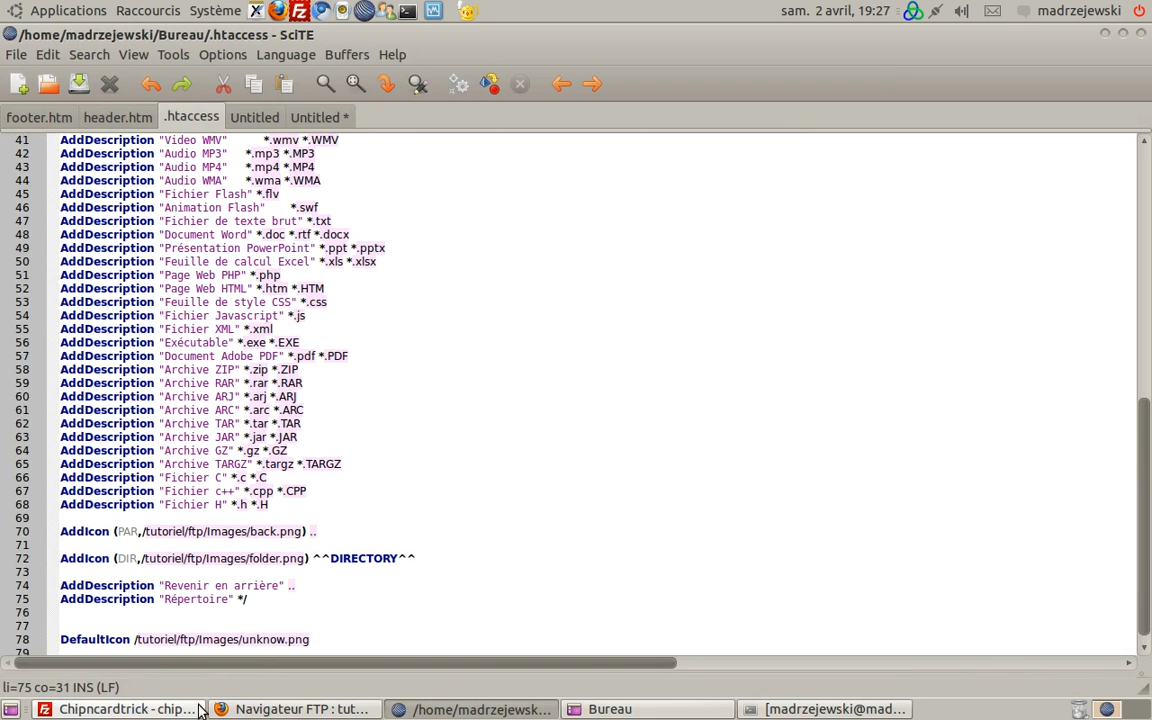 Applications Raccourcis Système sam. 2 avril, 19:27 madrzejewski
/home/madrzejewski/Bureau/.htaccess - SciTE
File Edit Search View Tools Options Language Buffers Help
footer.htm header.htm .htaccess Untitled Untitled *
41 AddDescription "Video WMV" *.wmv *.WMV
42 AddDescription "Audio MP3" *.mp3 *.MP3
43 AddDescription "Audio MP4" *.mp4 *.MP4
44 AddDescription "Audio WMA" *.wma *.WMA
45 AddDescription "Fichier Flash" *.flv
46 AddDescription "Animation Flash" *.swf
47 AddDescription "Fichier de texte brut" *.txt
48 AddDescription "Document Word" *.doc *.rtf *.docx
49 AddDescription "Présentation PowerPoint" *.ppt *.pptx
50 AddDescription "Feuille de calcul Excel" *.xls *.xlsx
51 AddDescription "Page Web PHP" *.php
52 AddDescription "Page Web HTML" *.htm *.HTM
53 AddDescription "Feuille de style CSS" *.css
54 AddDescription "Fichier Javascript" *.js
55 AddDescription "Fichier XML" *.xml
56 AddDescription "Exécutable" *.exe *.EXE
57 AddDescription "Document Adobe PDF" *.pdf *.PDF
58 AddDescription "Archive ZIP" *.zip *.ZIP
59 AddDescription "Archive RAR" *.rar *.RAR
60 AddDescription "Archive ARJ" *.arj *.ARJ
61 AddDescription "Archive ARC" *.arc *.ARC
62 AddDescription "Archive TAR" *.tar *.TAR
63 AddDescription "Archive JAR" *.jar *.JAR
64 AddDescription "Archive GZ" *.gz *.GZ
65 AddDescription "Archive TARGZ" *.targz *.TARGZ
66 AddDescription "Fichier C" *.c *.C
67 AddDescription "Fichier c++" *.cpp *.CPP
68 AddDescription "Fichier H" *.h *.H
69
70 AddIcon (PAR,/tutoriel/ftp/Images/back.png) ..
71
72 AddIcon (DIR,/tutoriel/ftp/Images/folder.png) ^^DIRECTORY^^
73
74 AddDescription "Revenir en arrière" ..
75 AddDescription "Répertoire" */
76
77
78 DefaultIcon /tutoriel/ftp/Images/unknow.png
79
li=75 co=31 INS (LF)
Chipncardtrick - chip... Navigateur FTP : tut... /home/madrzejewsk... Bureau [madrzejewski@mad...